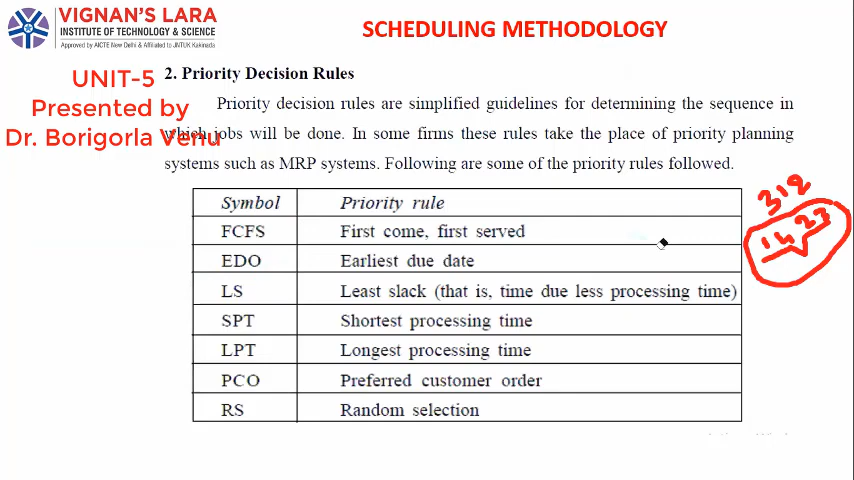 VIGNAN'S LARA
INSTITUTE OF TECHNOLOGY & SCIENCE
Approved by AICTE New Delhi & Affiliated to JNTUK Kakinada
SCHEDULING METHODOLOGY
UNIT-5
Presented by
Dr. Borigorla Venu
2. Priority Decision Rules
Priority decision rules are simplified guidelines for determining the sequence in
which jobs will be done. In some firms these rules take the place of priority planning
systems such as MRP systems. Following are some of the priority rules followed.
Symbol Priority rule
FCFS First come, first served
EDO Earliest due date
LS Least slack (that is, time due less processing time)
SPT Shortest processing time
LPT Longest processing time
PCO Preferred customer order
RS Random selection